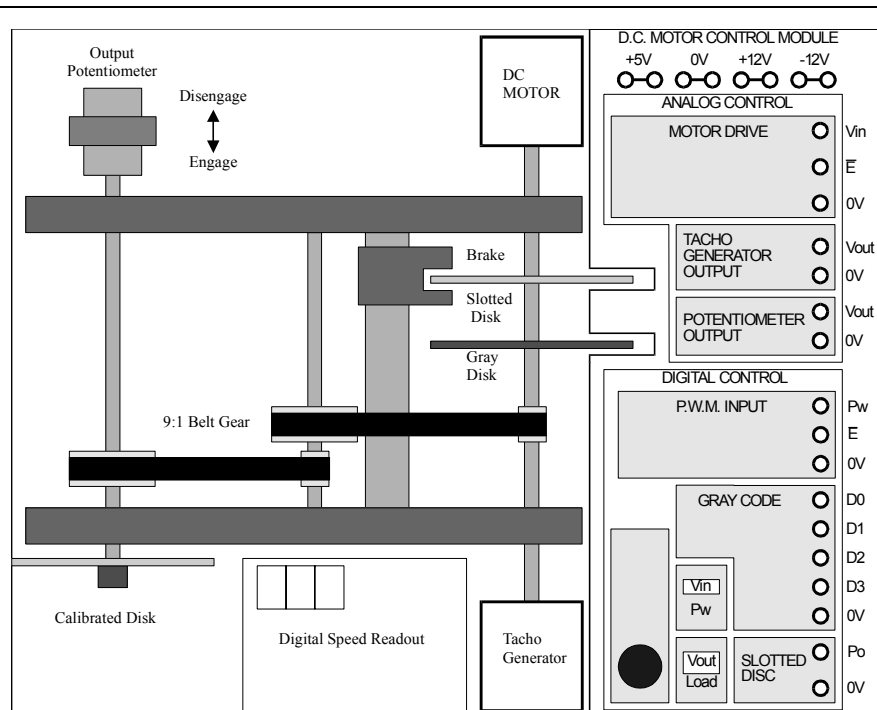 Output
Potentiometer
Disengage
Engage
DC
MOTOR
Brake
Slotted
Disk
Gray
Disk
9:1 Belt Gear
Calibrated Disk
Digital Speed Readout
Tacho
Generator
D.C. MOTOR CONTROL MODULE
+5V 0V +12V -12V
ANALOG CONTROL
MOTOR DRIVE
Vin
E̅
0V
TACHO
GENERATOR
OUTPUT
Vout
0V
POTENTIOMETER
OUTPUT
Vout
0V
DIGITAL CONTROL
P.W.M. INPUT
Pw
E̅
0V
GRAY CODE
D0
D1
D2
D3
0V
Vin
Pw
Vout
Load
SLOTTED
DISC
Po
0V